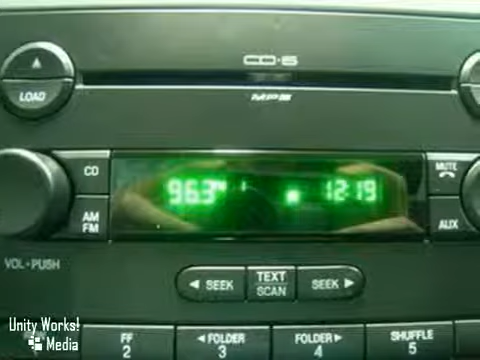 CD·6
LOAD
MP3
CD
96.3
12:19
MUTE
AM
FM
AUX
VOL•PUSH
SEEK
TEXT
SCAN
SEEK
Unity Works!
Media
FF
2
FOLDER
3
FOLDER
4
SHUFFLE
5